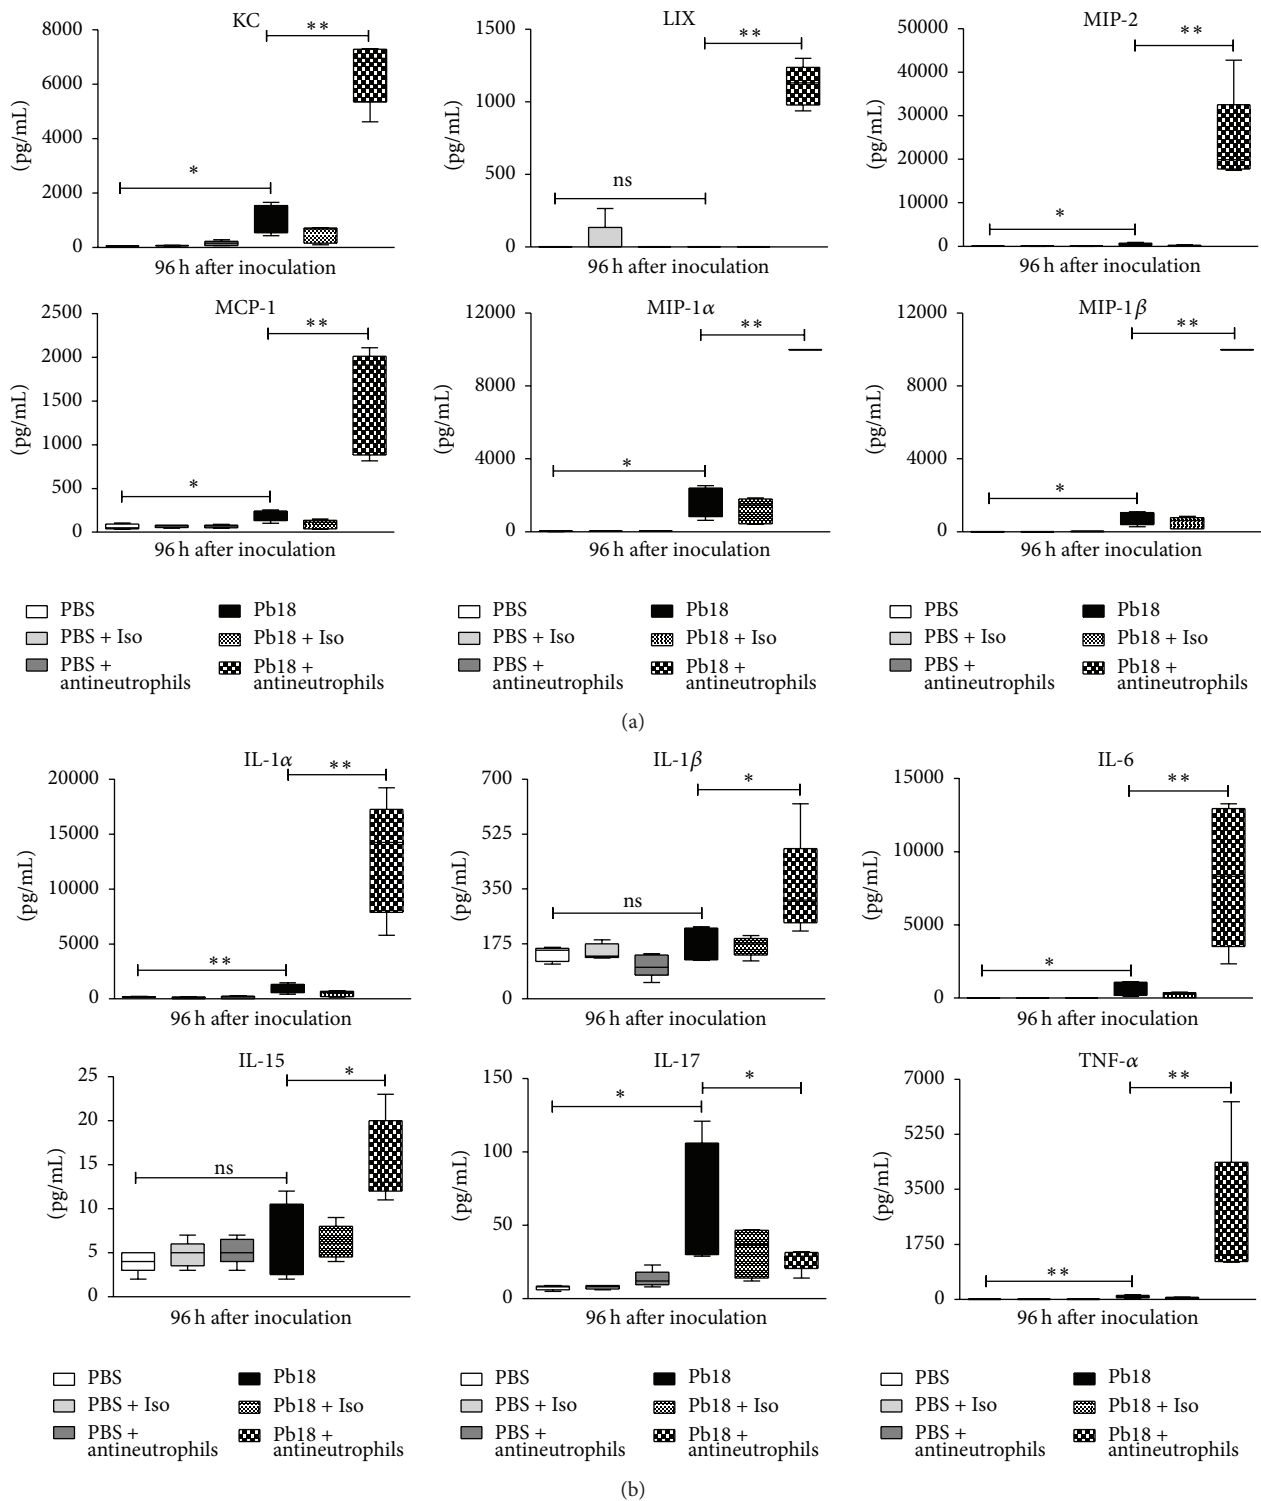 KC
8000
6000
4000
2000
0
(pg/mL)
*
**
96 h after inoculation
LIX
1500
1000
500
0
(pg/mL)
ns
**
96 h after inoculation
MIP-2
50000
40000
30000
20000
10000
0
(pg/mL)
*
**
96 h after inoculation
MCP-1
2500
2000
1500
1000
500
0
(pg/mL)
*
**
96 h after inoculation
MIP-1α
12000
8000
4000
0
(pg/mL)
*
**
96 h after inoculation
MIP-1β
12000
8000
4000
0
(pg/mL)
*
**
96 h after inoculation
PBS
PBS + Iso
PBS +
antineutrophils
Pb18
Pb18 + Iso
Pb18 +
antineutrophils
PBS
PBS + Iso
PBS +
antineutrophils
Pb18
Pb18 + Iso
Pb18 +
antineutrophils
PBS
PBS + Iso
PBS +
antineutrophils
Pb18
Pb18 + Iso
Pb18 +
antineutrophils
(a)
IL-1α
20000
15000
10000
5000
0
(pg/mL)
**
**
96 h after inoculation
IL-1β
700
525
350
175
0
(pg/mL)
ns
*
96 h after inoculation
IL-6
15000
10000
5000
0
(pg/mL)
*
**
96 h after inoculation
IL-15
25
20
15
10
5
0
(pg/mL)
ns
*
96 h after inoculation
IL-17
150
100
50
0
(pg/mL)
*
*
96 h after inoculation
TNF-α
7000
5250
3500
1750
0
(pg/mL)
**
**
96 h after inoculation
PBS
PBS + Iso
PBS +
antineutrophils
Pb18
Pb18 + Iso
Pb18 +
antineutrophils
PBS
PBS + Iso
PBS +
antineutrophils
Pb18
Pb18 + Iso
Pb18 +
antineutrophils
PBS
PBS + Iso
PBS +
antineutrophils
Pb18
Pb18 + Iso
Pb18 +
antineutrophils
(b)